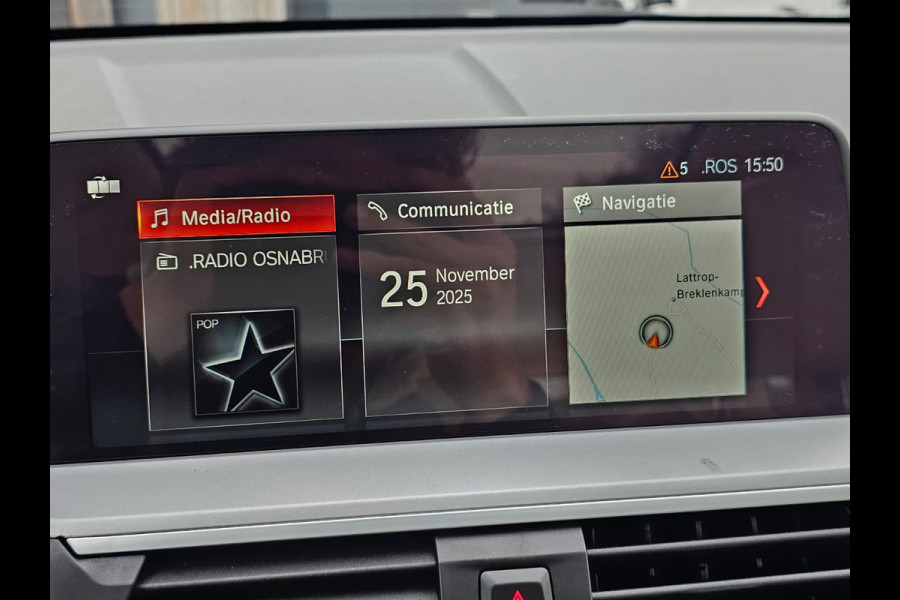 5 .ROS 15:50
Media/Radio
.RADIO OSNABR
POP
Communicatie
25 November
2025
Navigatie
Lattrop-
Breklenkamp